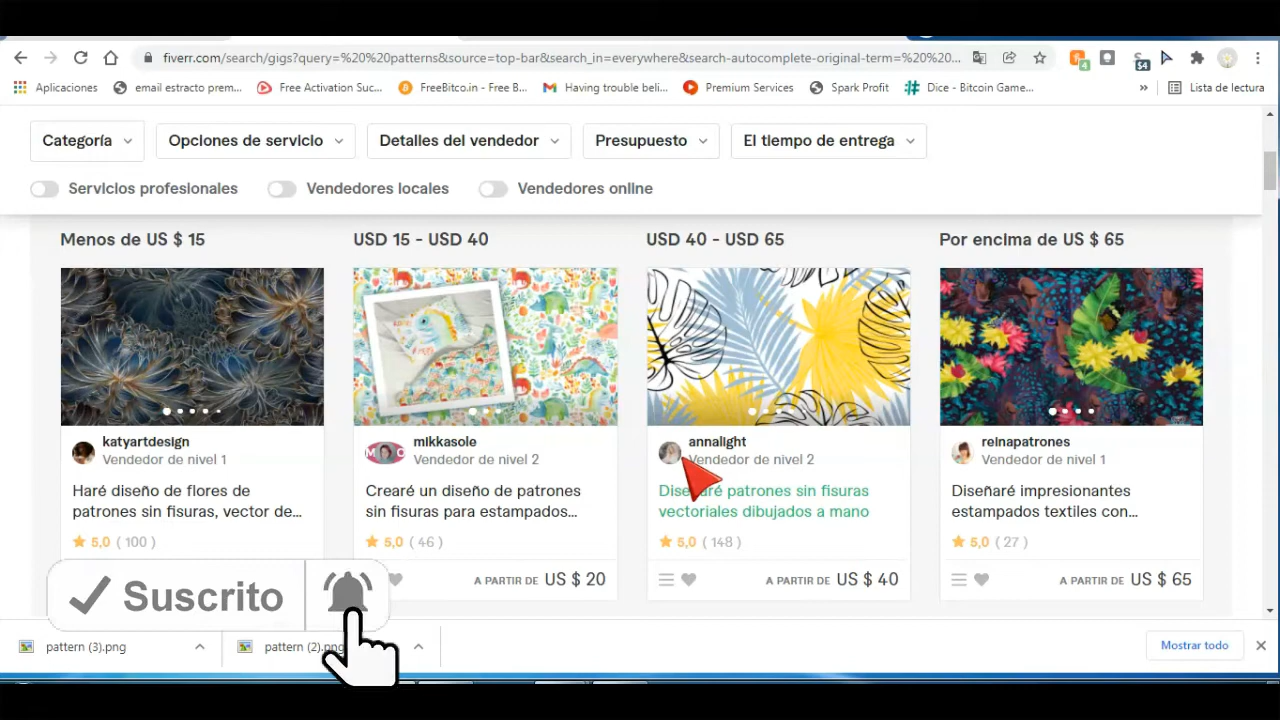 fiverr.com/search/gigs?query=%20%20patterns&source=top-bar&search_in=everywhere&search-autocomplete-original-term=%20%20...
4
$4
Aplicaciones email estracto prem... Free Activation Suc... FreeBitco.in - Free B... Having trouble beli... Premium Services Spark Profit Dice - Bitcoin Game... » Lista de lectura
Categoría Opciones de servicio Detalles del vendedor Presupuesto El tiempo de entrega
Servicios profesionales Vendedores locales Vendedores online
Menos de US $ 15 USD 15 - USD 40 USD 40 - USD 65 Por encima de US $ 65
katyartdesign
Vendedor de nivel 1
Haré diseño de flores de
patrones sin fisuras, vector de...
5,0 ( 100 )
mikkasole
Vendedor de nivel 2
Crearé un diseño de patrones
sin fisuras para estampados...
5,0 ( 46 )
A PARTIR DE US $ 20
annalight
Vendedor de nivel 2
Diseñaré patrones sin fisuras
vectoriales dibujados a mano
5,0 ( 148 )
A PARTIR DE US $ 40
reinapatrones
Vendedor de nivel 1
Diseñaré impresionantes
estampados textiles con...
5,0 ( 27 )
A PARTIR DE US $ 65
Suscrito
pattern (3).png pattern (2).png Mostrar todo